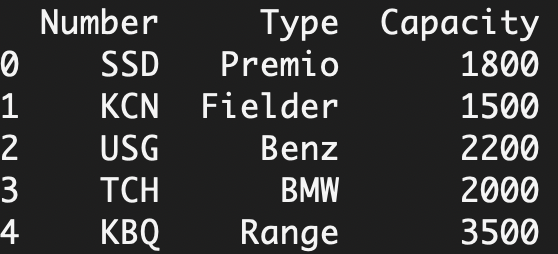 Number Type Capacity
0 SSD Premio 1800
1 KCN Fielder 1500
2 USG Benz 2200
3 TCH BMW 2000
4 KBQ Range 3500